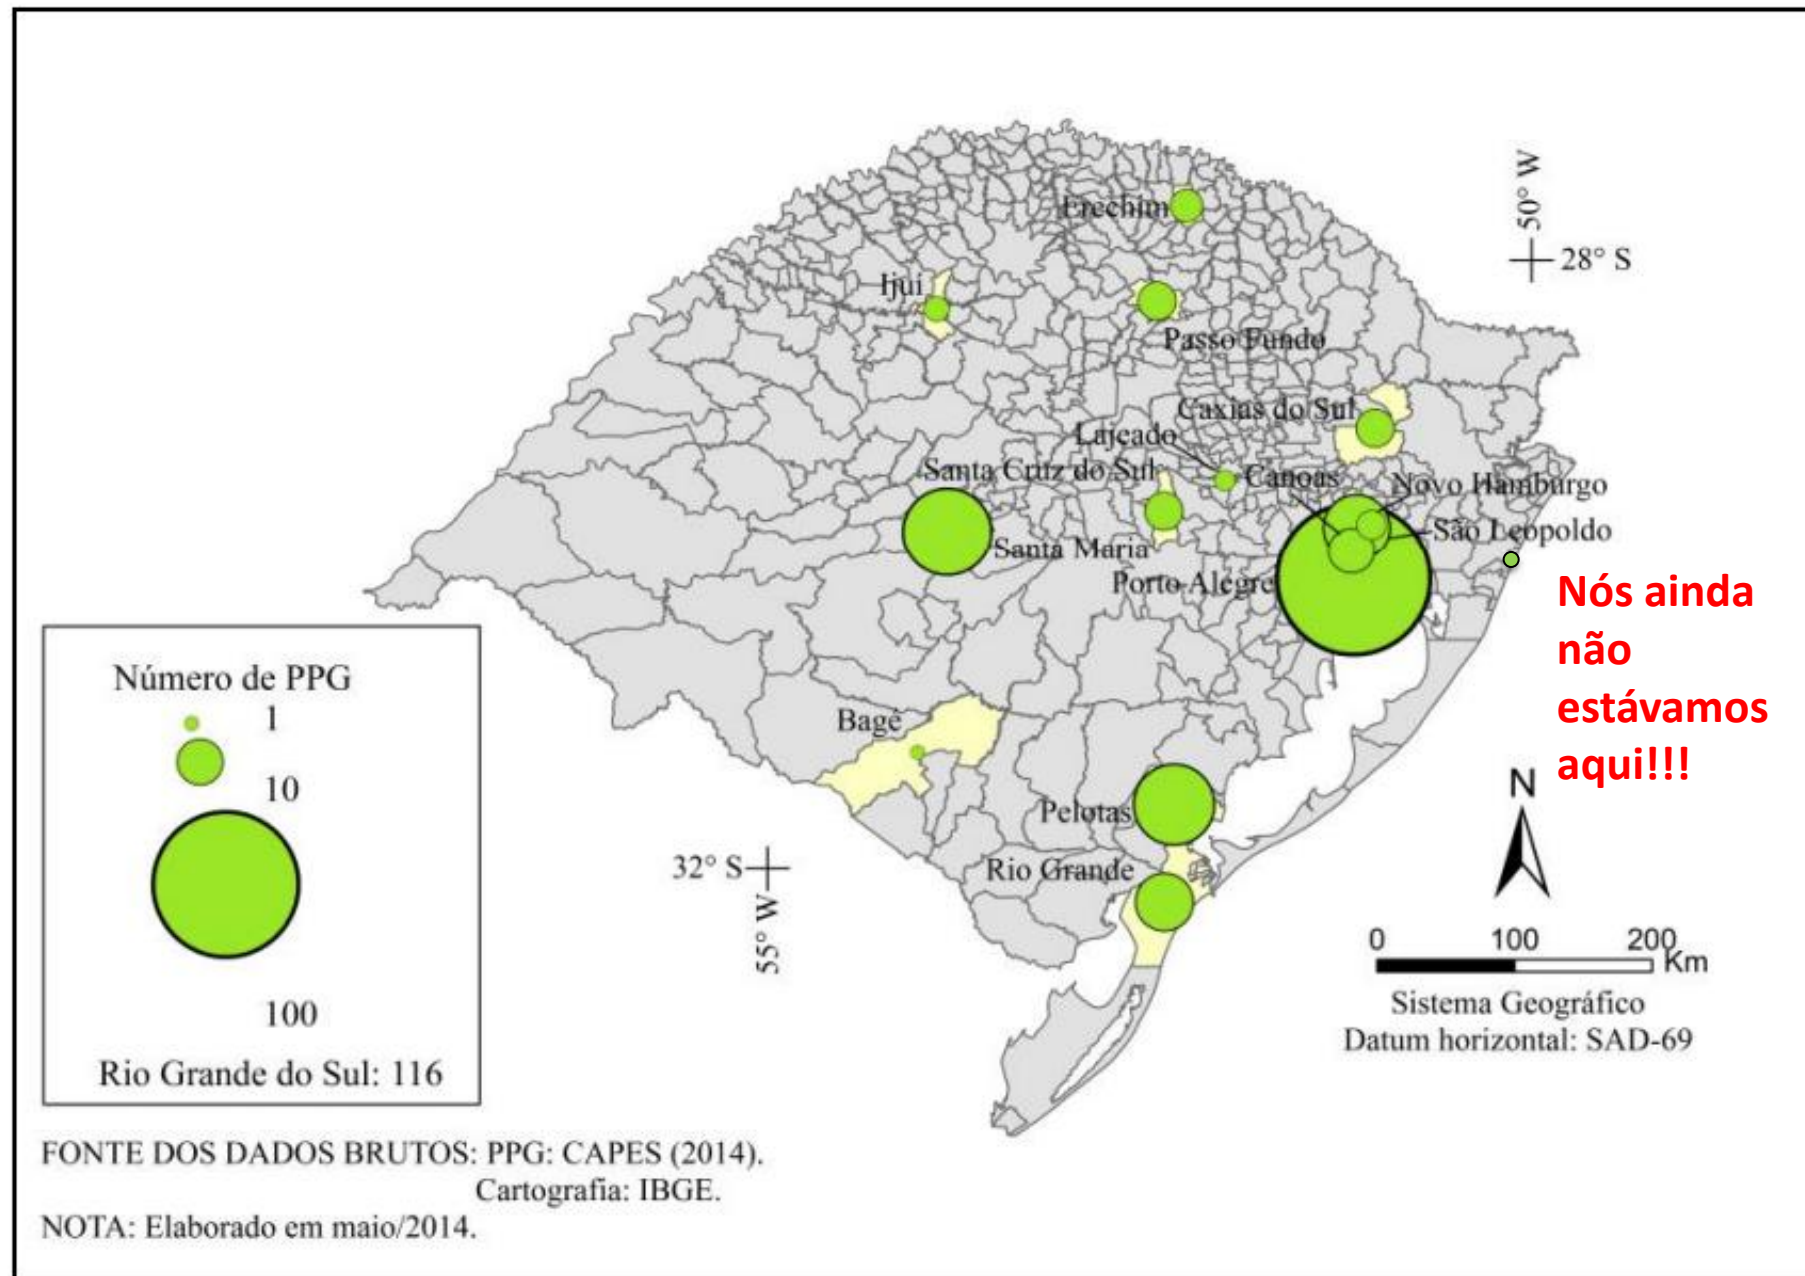 50° W
28° S
Erechim
Ijuí
Passo Fundo
Caxias do Sul
Lajeado
Santa Cruz do Sul
Canoas
Novo Hamburgo
São Leopoldo
Santa Maria
Porto Alegre
Nós ainda
não
estávamos
aqui!!!
Número de PPG
1
10
100
Rio Grande do Sul: 116
Bagé
Pelotas
Rio Grande
32° S
55° W
N
0 100 200
Km
Sistema Geográfico
Datum horizontal: SAD-69
FONTE DOS DADOS BRUTOS: PPG: CAPES (2014).
Cartografia: IBGE.
NOTA: Elaborado em maio/2014.